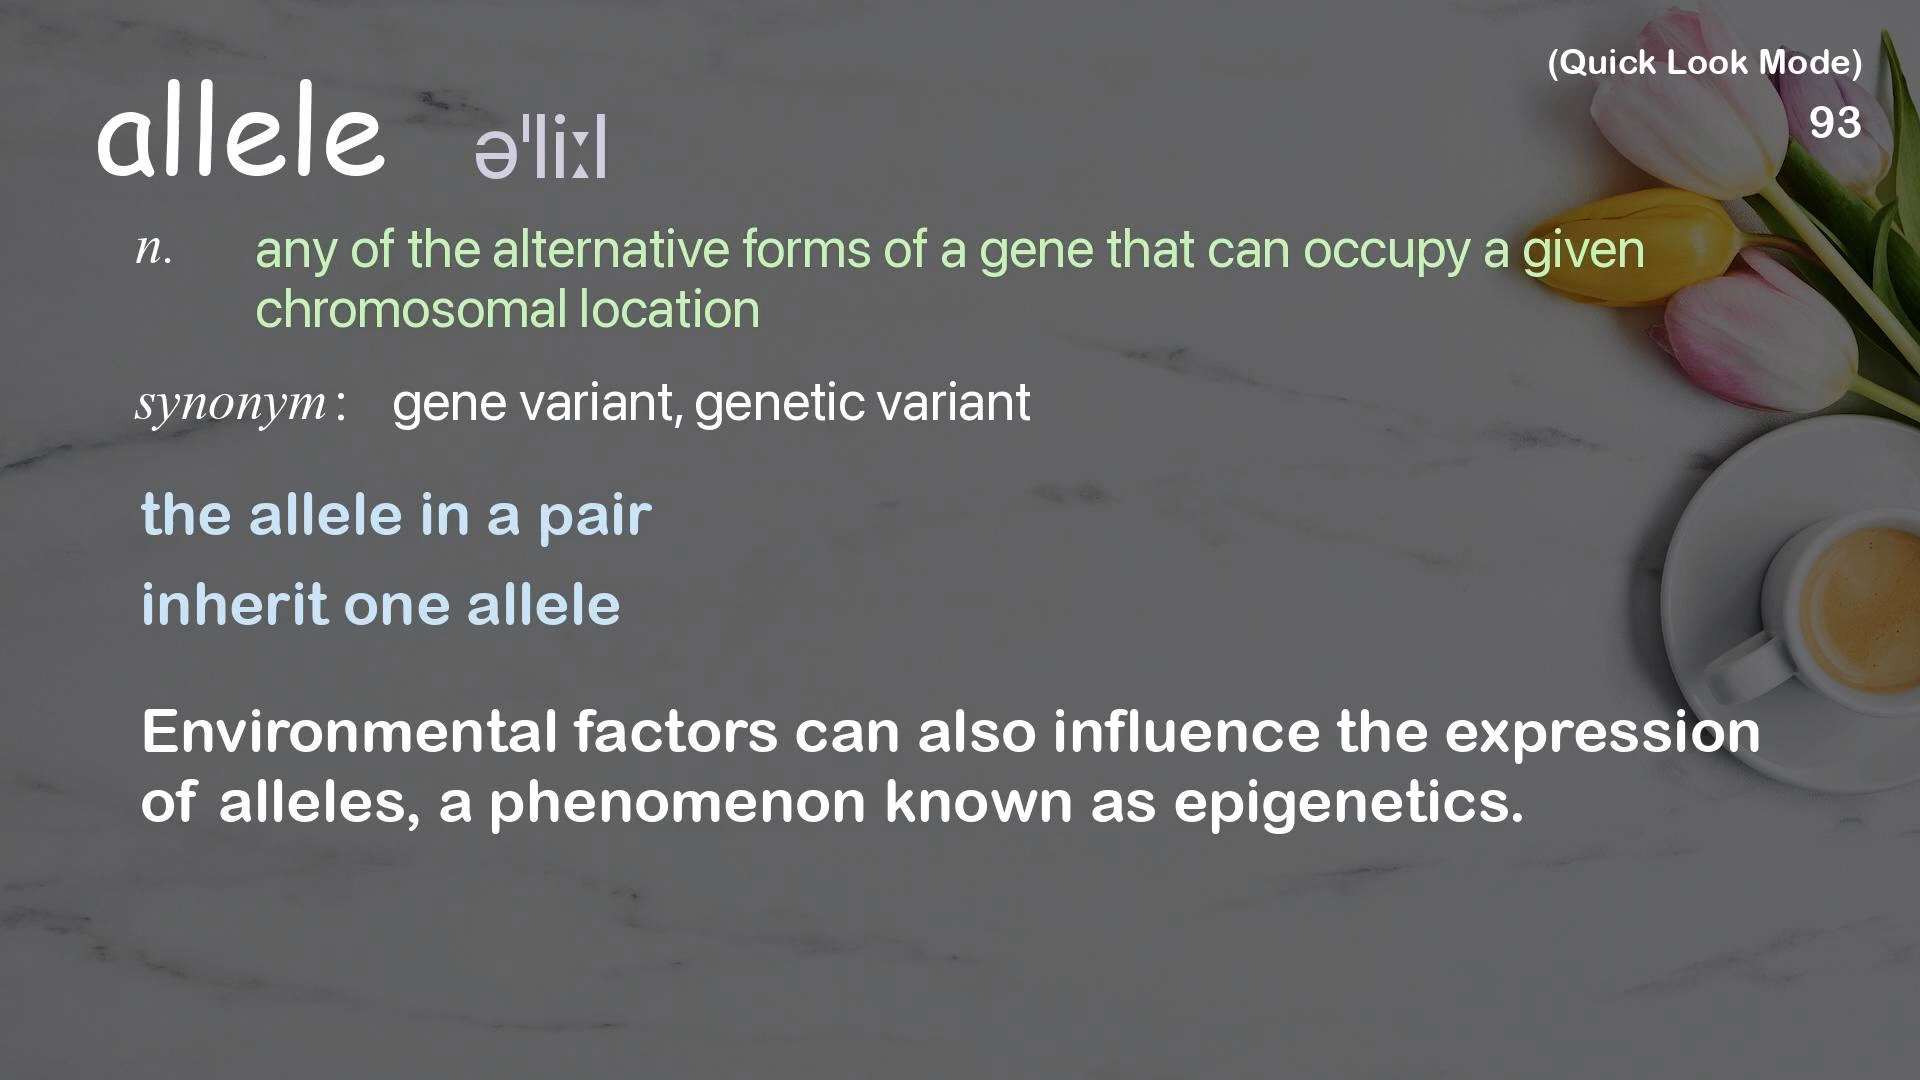 (Quick Look Mode)
93
allele əˈliːl
n. any of the alternative forms of a gene that can occupy a given
chromosomal location
synonym: gene variant, genetic variant
the allele in a pair
inherit one allele
Environmental factors can also influence the expression
of alleles, a phenomenon known as epigenetics.